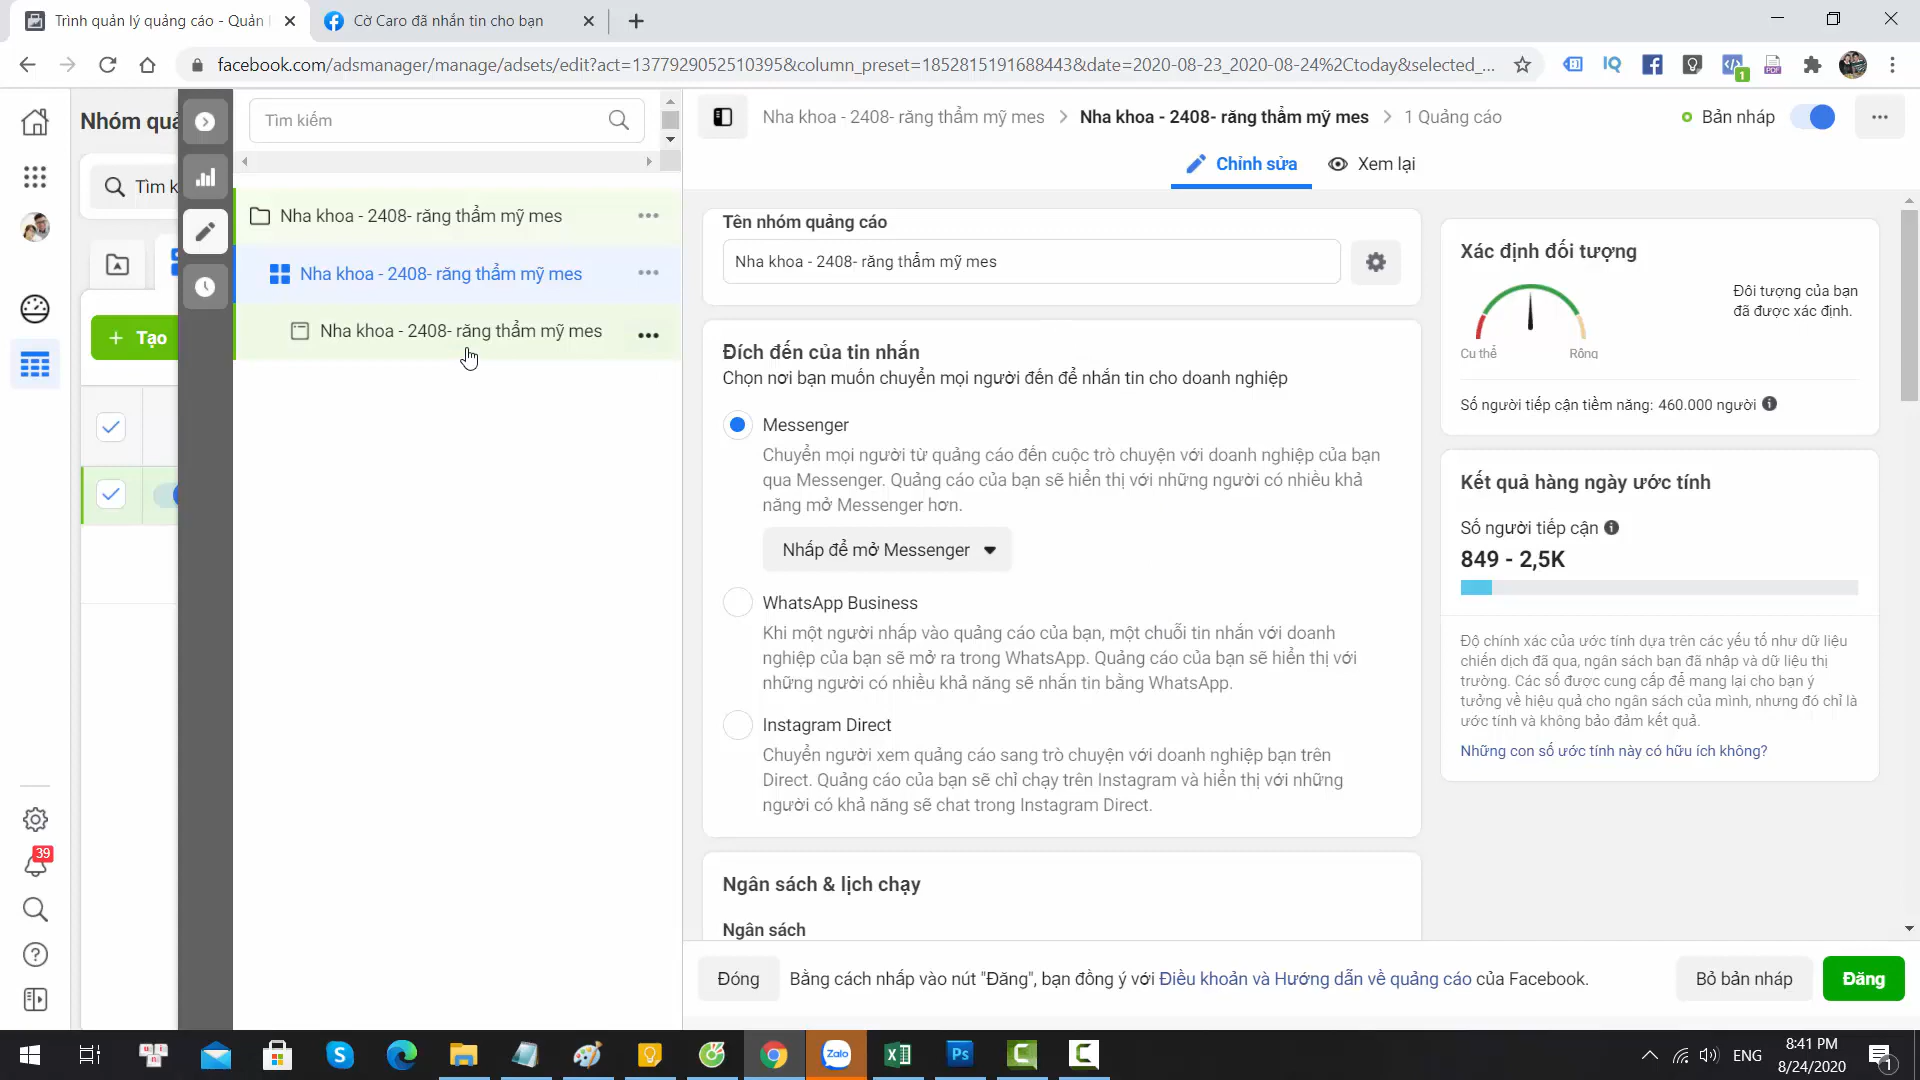 Trình quản lý quảng cáo - Quản l
Cờ Caro đã nhắn tin cho bạn
facebook.com/adsmanager/manage/adsets/edit?act=1377929052510395&column_preset=185281519168844​3&date=2020-08-23_2020-08-24%2Ctoday&selected_...
1
PDF
Nhóm quả
Tìm k
Tạo
39
Tìm kiếm
Nha khoa - 2408- răng thẩm mỹ mes
Nha khoa - 2408- răng thẩm mỹ mes
Nha khoa - 2408- răng thẩm mỹ mes
Nha khoa - 2408- răng thẩm mỹ mes
Nha khoa - 2408- răng thẩm mỹ mes
1 Quảng cáo
Bản nháp
Chỉnh sửa
Xem lại
Tên nhóm quảng cáo
Nha khoa - 2408- răng thẩm mỹ mes
Đích đến của tin nhắn
Chọn nơi bạn muốn chuyển mọi người đến để nhắn tin cho doanh nghiệp
Messenger
Chuyển mọi người từ quảng cáo đến cuộc trò chuyện với doanh nghiệp của bạn
qua Messenger. Quảng cáo của bạn sẽ hiển thị với những người có nhiều khả
năng mở Messenger hơn.
Nhấp để mở Messenger
WhatsApp Business
Khi một người nhấp vào quảng cáo của bạn, một chuỗi tin nhắn với doanh
nghiệp của bạn sẽ mở ra trong WhatsApp. Quảng cáo của bạn sẽ hiển thị với
những người có nhiều khả năng sẽ nhắn tin bằng WhatsApp.
Instagram Direct
Chuyển người xem quảng cáo sang trò chuyện với doanh nghiệp bạn trên
Direct. Quảng cáo của bạn sẽ chỉ chạy trên Instagram và hiển thị với những
người có khả năng sẽ chat trong Instagram Direct.
Ngân sách & lịch chạy
Ngân sách
Xác định đối tượng
Đối tượng của bạn
đã được xác định.
Cụ thể
Rộng
Số người tiếp cận tiềm năng: 460.000 người
Kết quả hàng ngày ước tính
Số người tiếp cận
849 - 2,5K
Độ chính xác của ước tính dựa trên các yếu tố như dữ liệu
chiến dịch đã qua, ngân sách bạn đã nhập và dữ liệu thị
trường. Các số được cung cấp để mang lại cho bạn ý
tưởng về hiệu quả cho ngân sách của mình, nhưng đó chỉ là
ước tính và không bảo đảm kết quả.
Những con số ước tính này có hữu ích không?
Đóng
Bằng cách nhấp vào nút "Đăng", bạn đồng ý với Điều khoản và Hướng dẫn về quảng cáo của Facebook.
Bỏ bản nháp
Đăng
Zalo
Ps
ENG
8:41 PM
8/24/2020
1